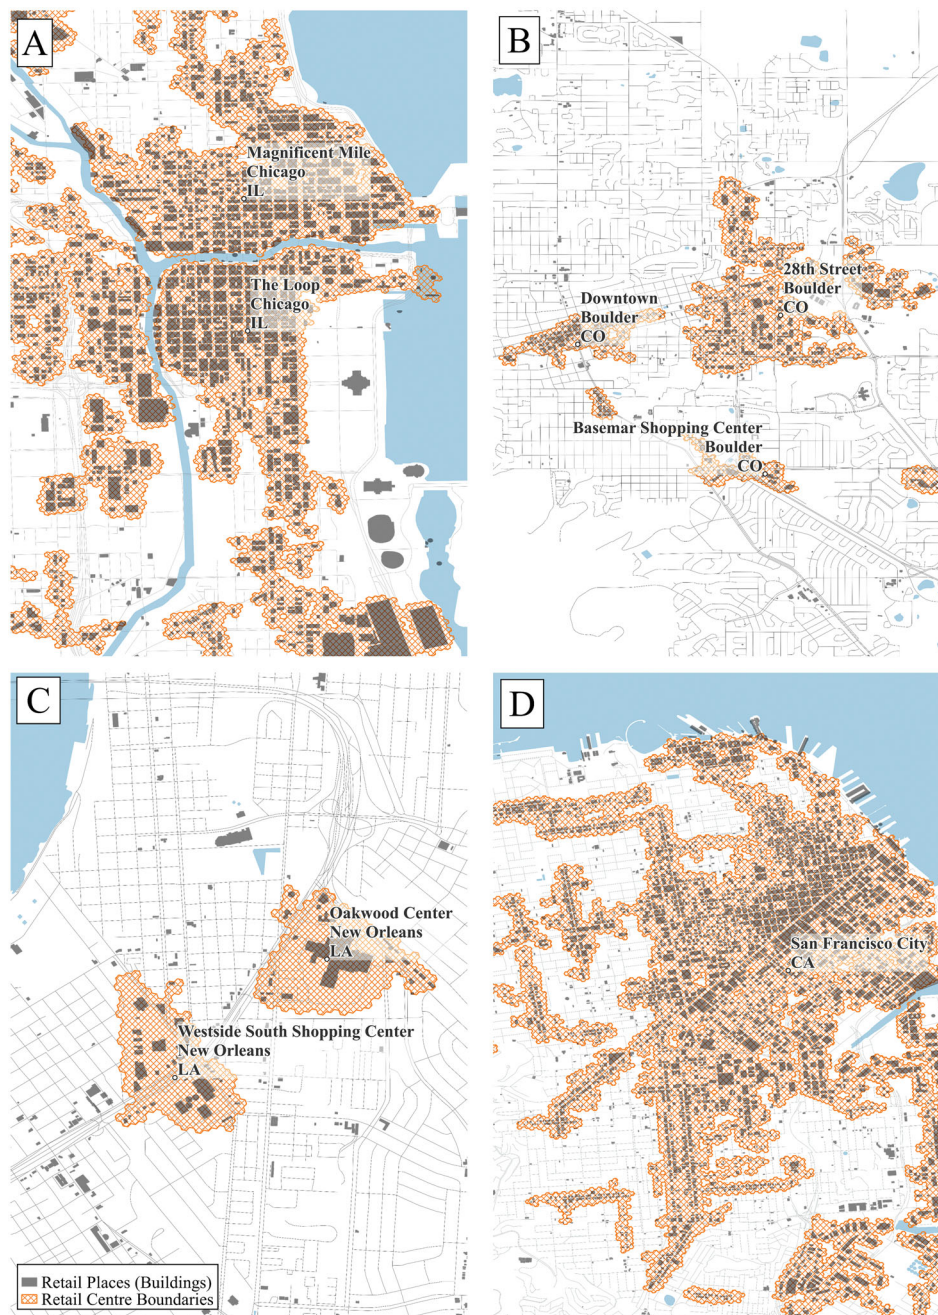 A
Magnificent Mile
Chicago
IL
The Loop
Chicago
IL
B
28th Street
Boulder
CO
Downtown
Boulder
CO
Basemar Shopping Center
Boulder
CO
C
Oakwood Center
New Orleans
LA
Westside South Shopping Center
New Orleans
LA
Retail Places (Buildings)
Retail Centre Boundaries
D
San Francisco City
CA